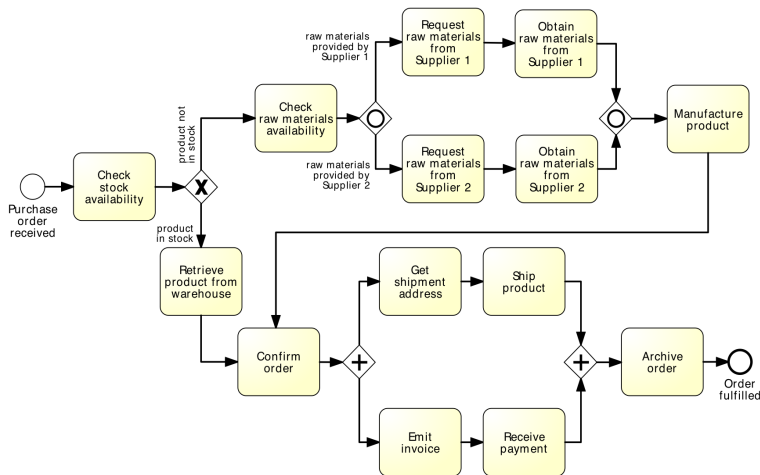 Purchase
order
received
Check
stock
availability
product not
in stock
product
in stock
Check
raw materials
availability
raw materials
provided by
Supplier 1
raw materials
provided by
Supplier 2
Request
raw materials
from
Supplier 1
Obtain
raw materials
from
Supplier 1
Request
raw materials
from
Supplier 2
Obtain
raw materials
from
Supplier 2
Manufacture
product
Retrieve
product from
warehouse
Confirm
order
Get
shipment
address
Ship
product
Emit
invoice
Receive
payment
Archive
order
Order
fulfilled